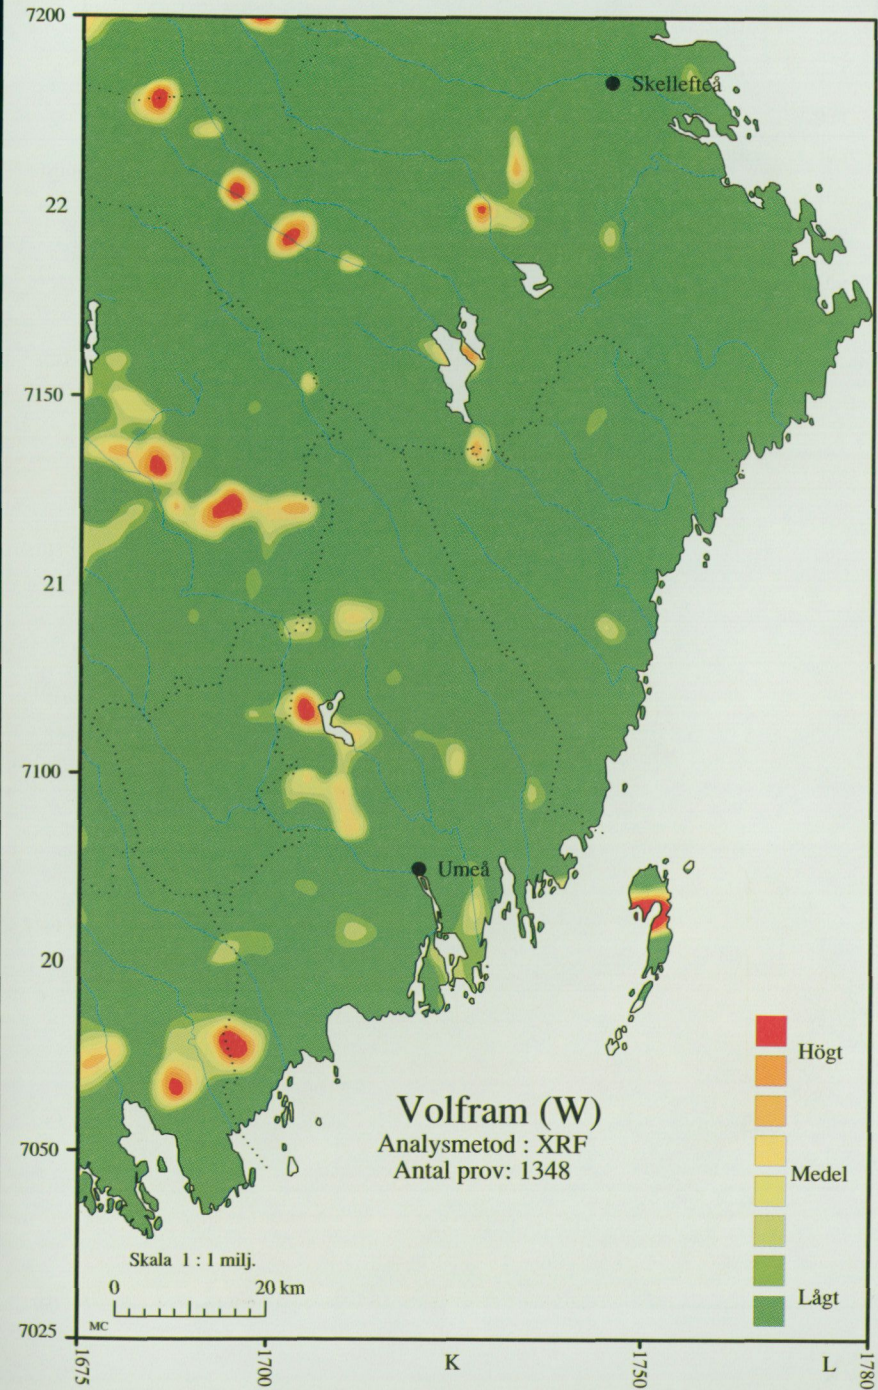 7200
Skellefteå
22
7150
21
7100
Umeå
20
Högt
Volfram (W)
Analysmetod : XRF
Antal prov: 1348
Medel
7050
Skala 1 : 1 milj.
0 20 km
Lågt
MC
7025
1675 1700 K 1750 L 1780